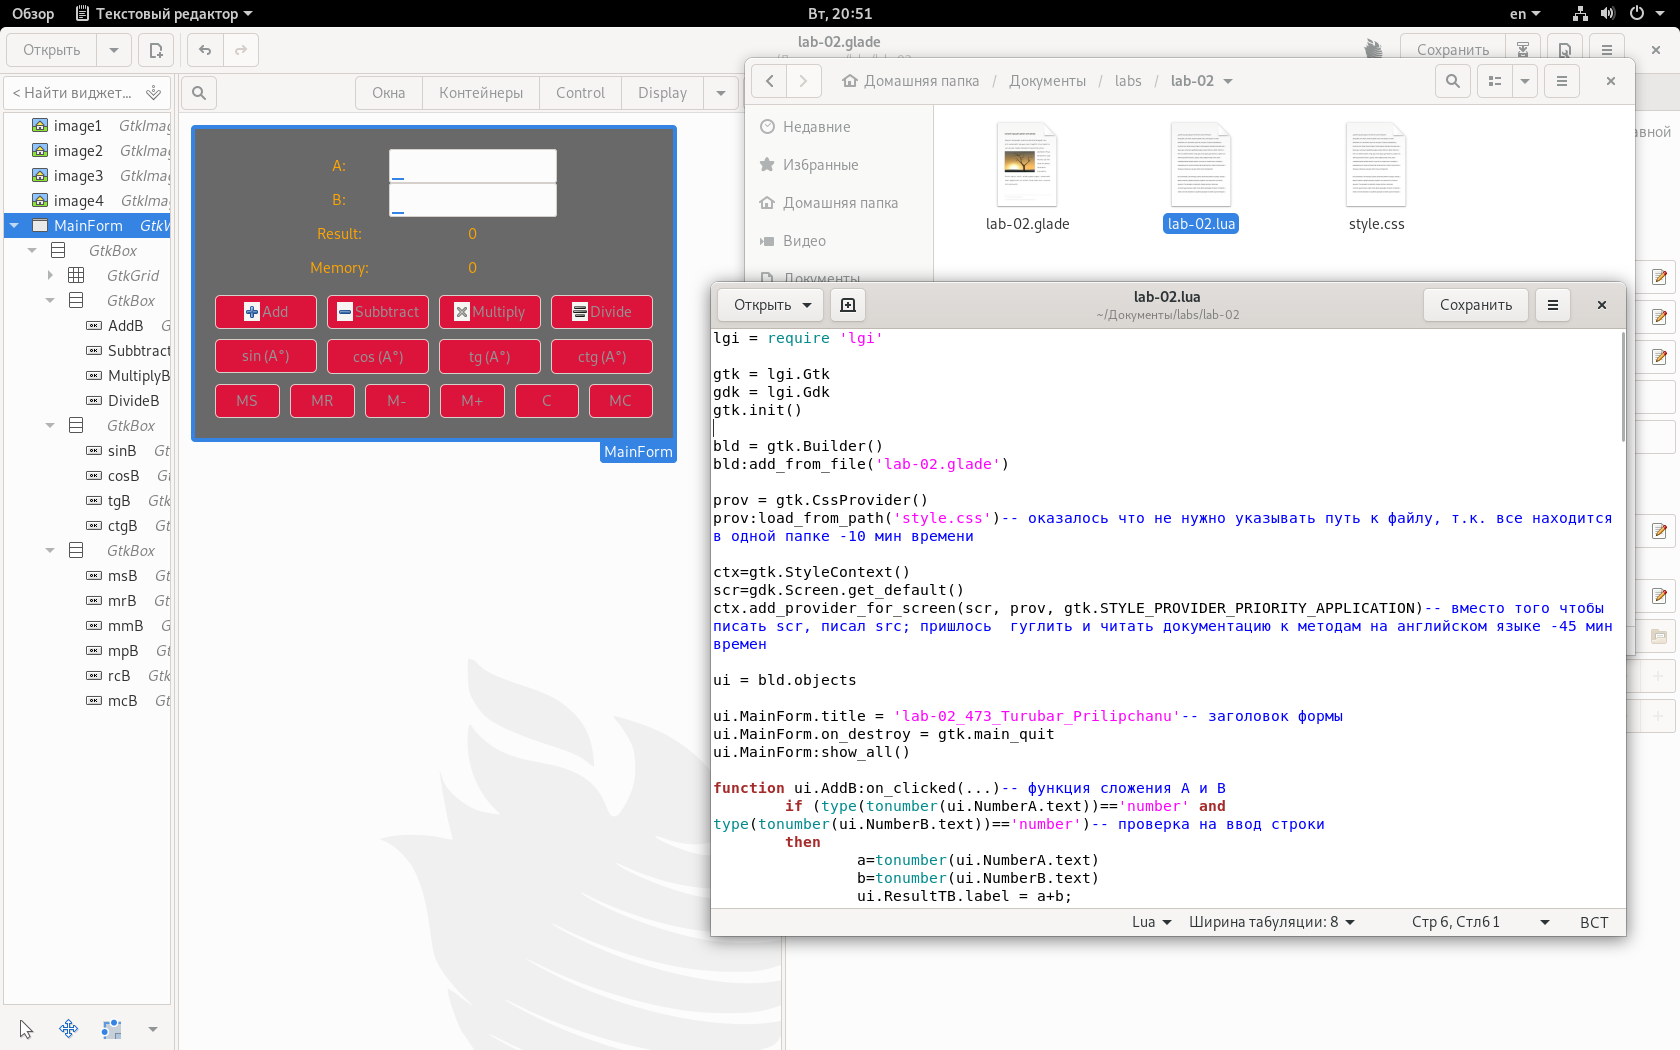 Обзор
Текстовый редактор
Вт, 20:51
en
Открыть
lab-02.glade
Сохранить
< Найти виджет...
Окна
Контейнеры
Control
Display
image1 GtkImag
image2 GtkImag
image3 GtkImag
image4 GtkImag
MainForm GtkW
GtkBox
GtkGrid
GtkBox
AddB G
Subbtract
MultiplyB
DivideB
GtkBox
sinB G
cosB G
tgB Gtk
ctgB G
GtkBox
msB Gt
mrB G
mmB G
mpB G
rcB Gtk
mcB Gt
A:
B:
Result: 0
Memory: 0
Add
Subbtract
Multiply
Divide
sin (A°)
cos (A°)
tg (A°)
ctg (A°)
MS
MR
M-
M+
C
MC
MainForm
Домашняя папка / Документы / labs / lab-02
Недавние
Избранные
Домашняя папка
Видео
Документы
lab-02.glade
lab-02.lua
style.css
авной
Открыть
lab-02.lua
~/Документы/labs/lab-02
Сохранить
lgi = require 'lgi'
gtk = lgi.Gtk
gdk = lgi.Gdk
gtk.init()
bld = gtk.Builder()
bld:add_from_file('lab-02.glade')
prov = gtk.CssProvider()
prov:load_from_path('style.css')-- оказалось что не нужно указывать путь к файлу, т.к. все находится
в одной папке -10 мин времени
ctx=gtk.StyleContext()
scr=gdk.Screen.get_default()
ctx.add_provider_for_screen(scr, prov, gtk.STYLE_PROVIDER_PRIORITY_APPLICATION)-- вместо того чтобы
писать scr, писал src; пришлось  гуглить и читать документацию к методам на английском языке -45 мин
времен
ui = bld.objects
ui.MainForm.title = 'lab-02_473_Turubar_Prilipchanu'-- заголовок формы
ui.MainForm.on_destroy = gtk.main_quit
ui.MainForm:show_all()
function ui.AddB:on_clicked(...)-- функция сложения А и В
if (type(tonumber(ui.NumberA.text))=='number' and
type(tonumber(ui.NumberB.text))=='number')-- проверка на ввод строки
then
a=tonumber(ui.NumberA.text)
b=tonumber(ui.NumberB.text)
ui.ResultTB.label = a+b;
Lua
Ширина табуляции: 8
Стр 6, Стлб 1
ВСТ